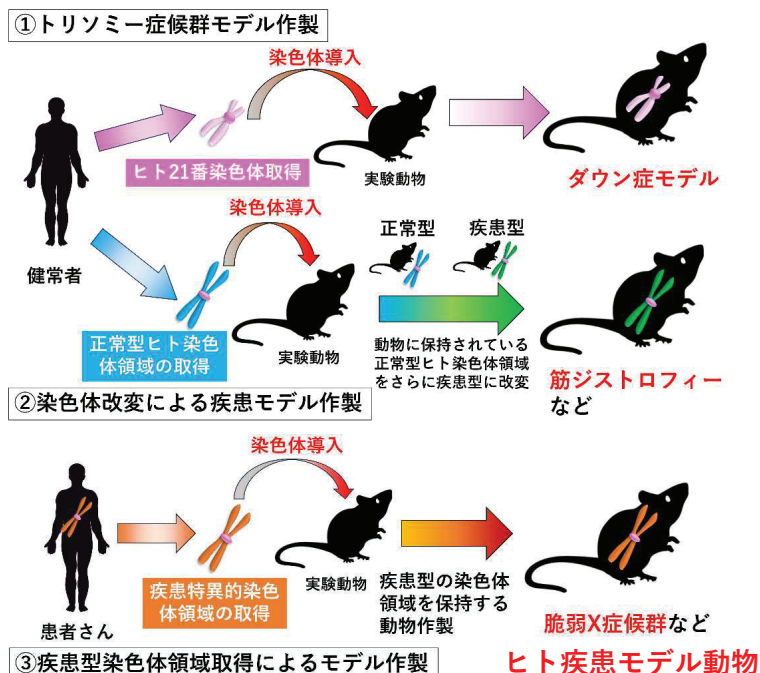 ①トリソミー症候群モデル作製
染色体導入
ヒト21番染色体取得
実験動物
ダウン症モデル
健常者
染色体導入
正常型
疾患型
正常型ヒト染色
体領域の取得
実験動物
動物に保持されている
正常型ヒト染色体領域
をさらに疾患型に改変
筋ジストロフィー
など
②染色体改変による疾患モデル作製
染色体導入
患者さん
疾患特異的染色
体領域の取得
実験動物
疾患型の染色体
領域を保持する
動物作製
脆弱X症候群など
③疾患型染色体領域取得によるモデル作製
ヒト疾患モデル動物